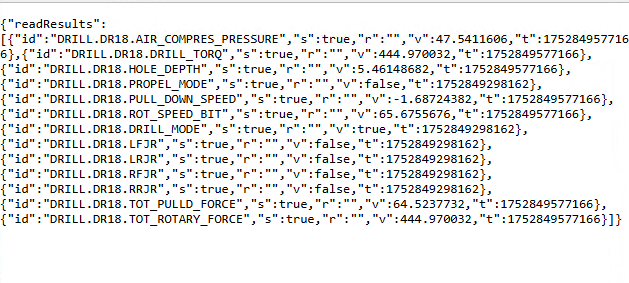 {"readResults":
[{"id":"DRILL.DR18.AIR_COMPRES_PRESSURE","s":true,"r":"","v":47.5411606,"t":175284957716
6},{"id":"DRILL.DR18.DRILL_TORQ","s":true,"r":"","v":444.970032,"t":1752849577166},
{"id":"DRILL.DR18.HOLE_DEPTH","s":true,"r":"","v":5.46148682,"t":1752849577166},
{"id":"DRILL.DR18.PROPEL_MODE","s":true,"r":"","v":false,"t":1752849298162},
{"id":"DRILL.DR18.PULL_DOWN_SPEED","s":true,"r":"","v":-1.68724382,"t":1752849577166},
{"id":"DRILL.DR18.ROT_SPEED_BIT","s":true,"r":"","v":65.6755676,"t":1752849577166},
{"id":"DRILL.DR18.DRILL_MODE","s":true,"r":"","v":true,"t":1752849298162},
{"id":"DRILL.DR18.LFJR","s":true,"r":"","v":false,"t":1752849298162},
{"id":"DRILL.DR18.LRJR","s":true,"r":"","v":false,"t":1752849298162},
{"id":"DRILL.DR18.RFJR","s":true,"r":"","v":false,"t":1752849298162},
{"id":"DRILL.DR18.RRJR","s":true,"r":"","v":false,"t":1752849298162},
{"id":"DRILL.DR18.TOT_PULLD_FORCE","s":true,"r":"","v":64.5237732,"t":1752849577166},
{"id":"DRILL.DR18.TOT_ROTARY_FORCE","s":true,"r":"","v":444.970032,"t":1752849577166}]}